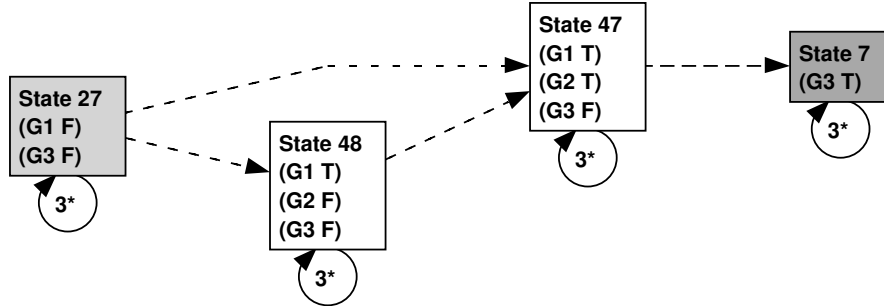 State 27
(G1 F)
(G3 F)
3*
State 48
(G1 T)
(G2 F)
(G3 F)
3*
State 47
(G1 T)
(G2 T)
(G3 F)
3*
State 7
(G3 T)
3*